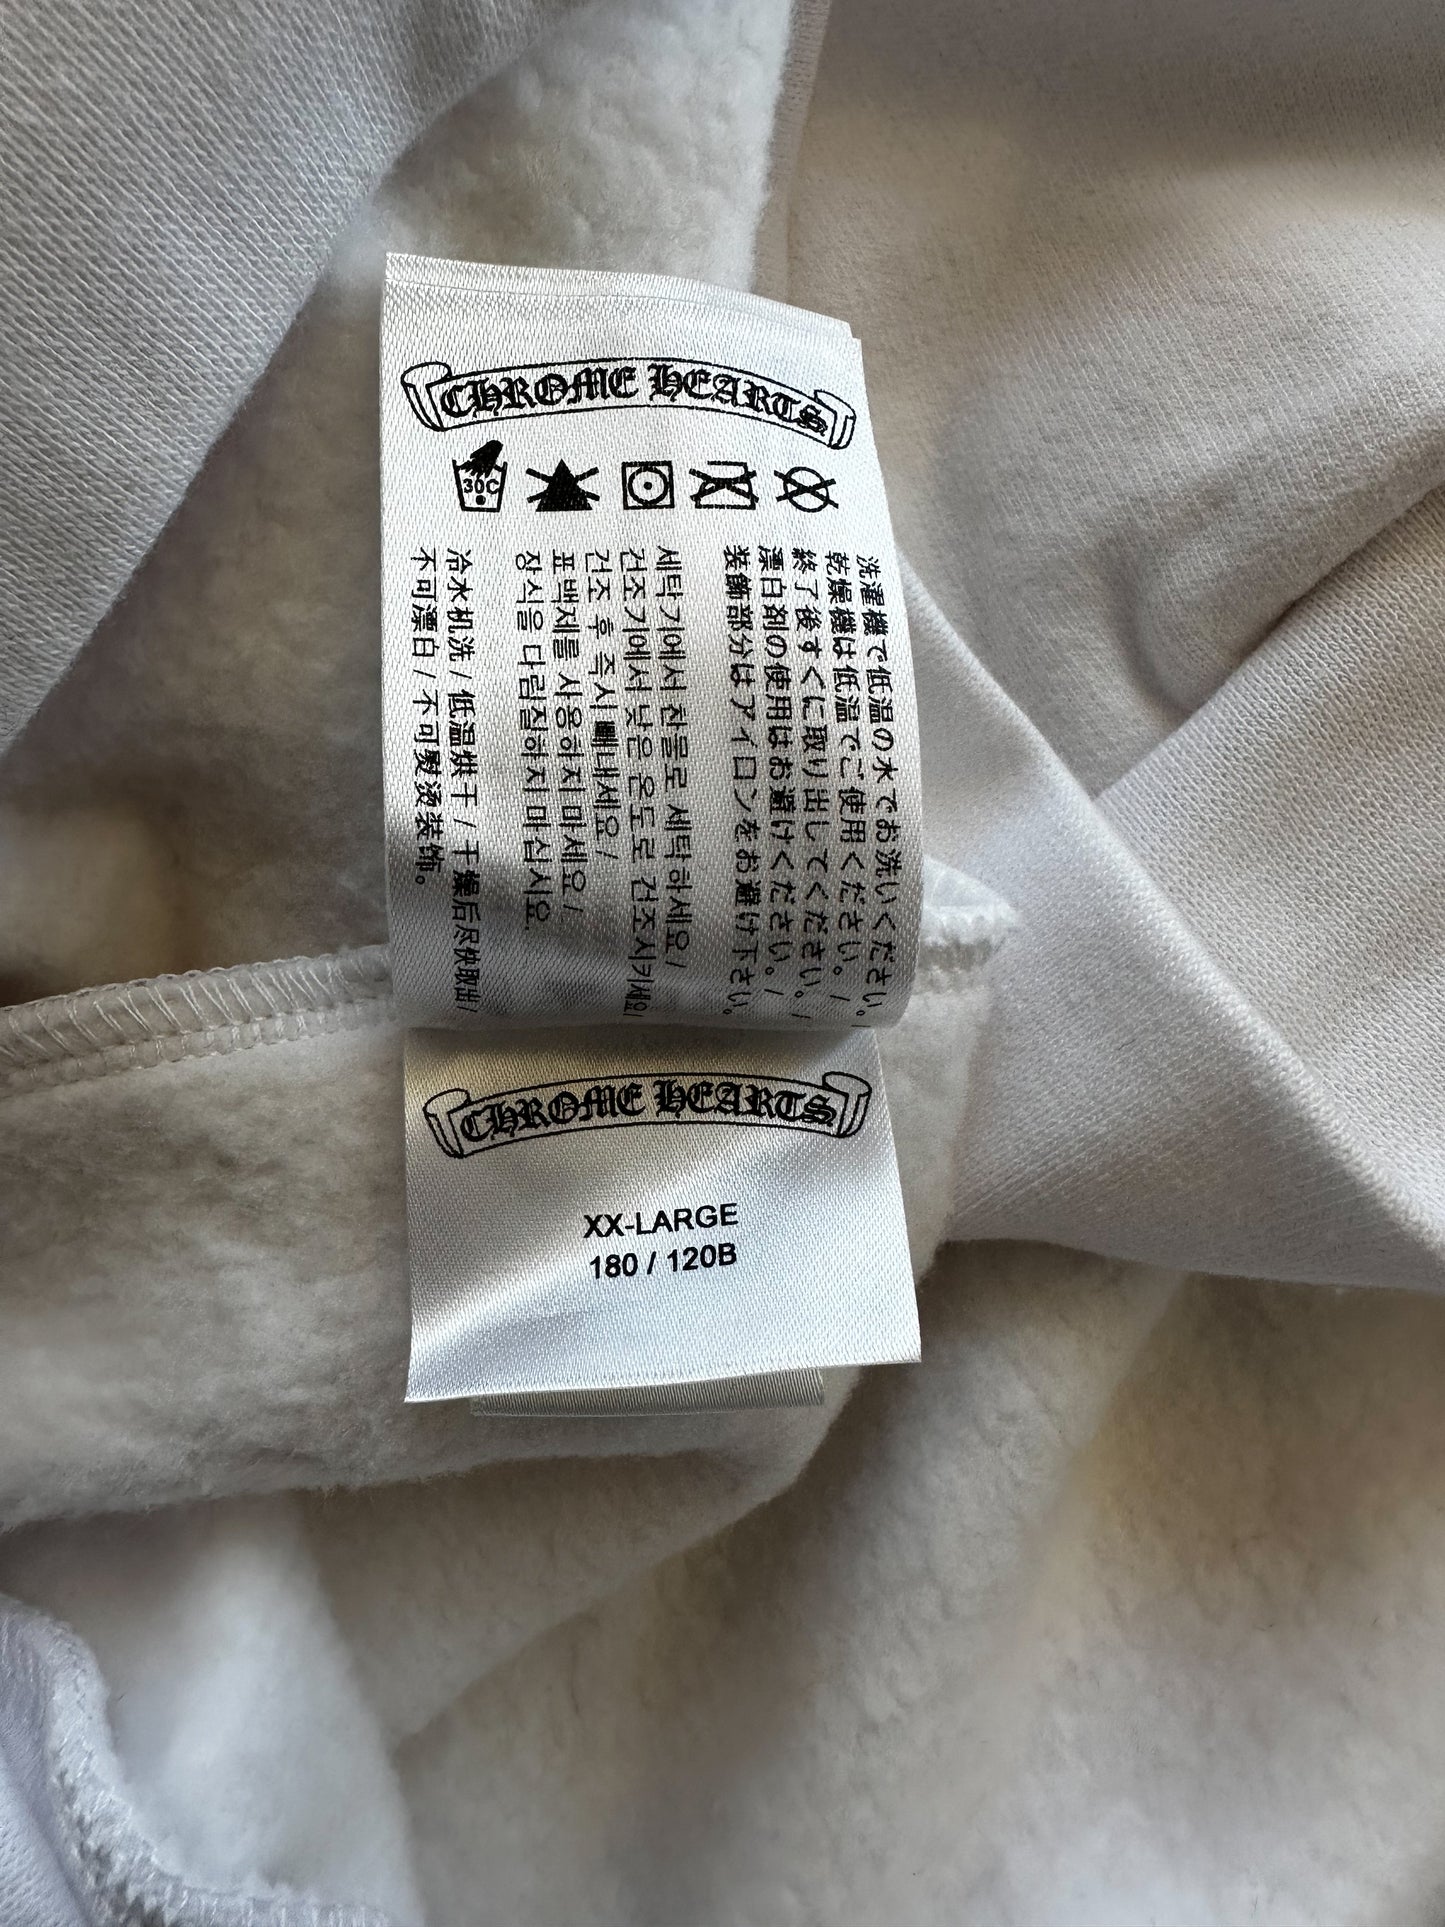 CHROME HEARTS
30C
洗濯機で低温の水でお洗いください。/
乾燥機は低温でご使用ください。/
終了後すぐに取り出してください。/
漂白剤の使用はお避けください。/
装飾部分はアイロンをお避け下さい。
세탁기에서 찬물로 세탁하세요 /
건조기에서 낮은 온도로 건조시키세요 /
건조 후 즉시 빼내세요 /
표백제를 사용하지 마세요 /
장식을 다림질하지 마십시요.
冷水机洗 / 低温烘干 / 干燥后尽快取出 /
不可漂白 / 不可熨烫装饰。
CHROME HEARTS
XX-LARGE
180 / 120B